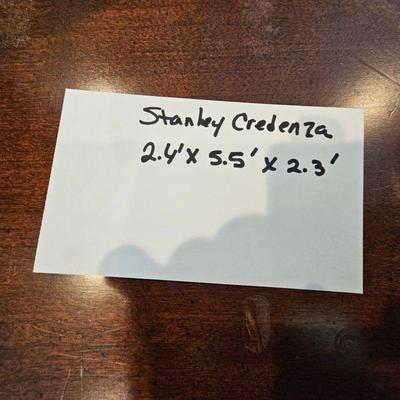 Stanley Credenza
2.4' x 5.5' x 2.3'